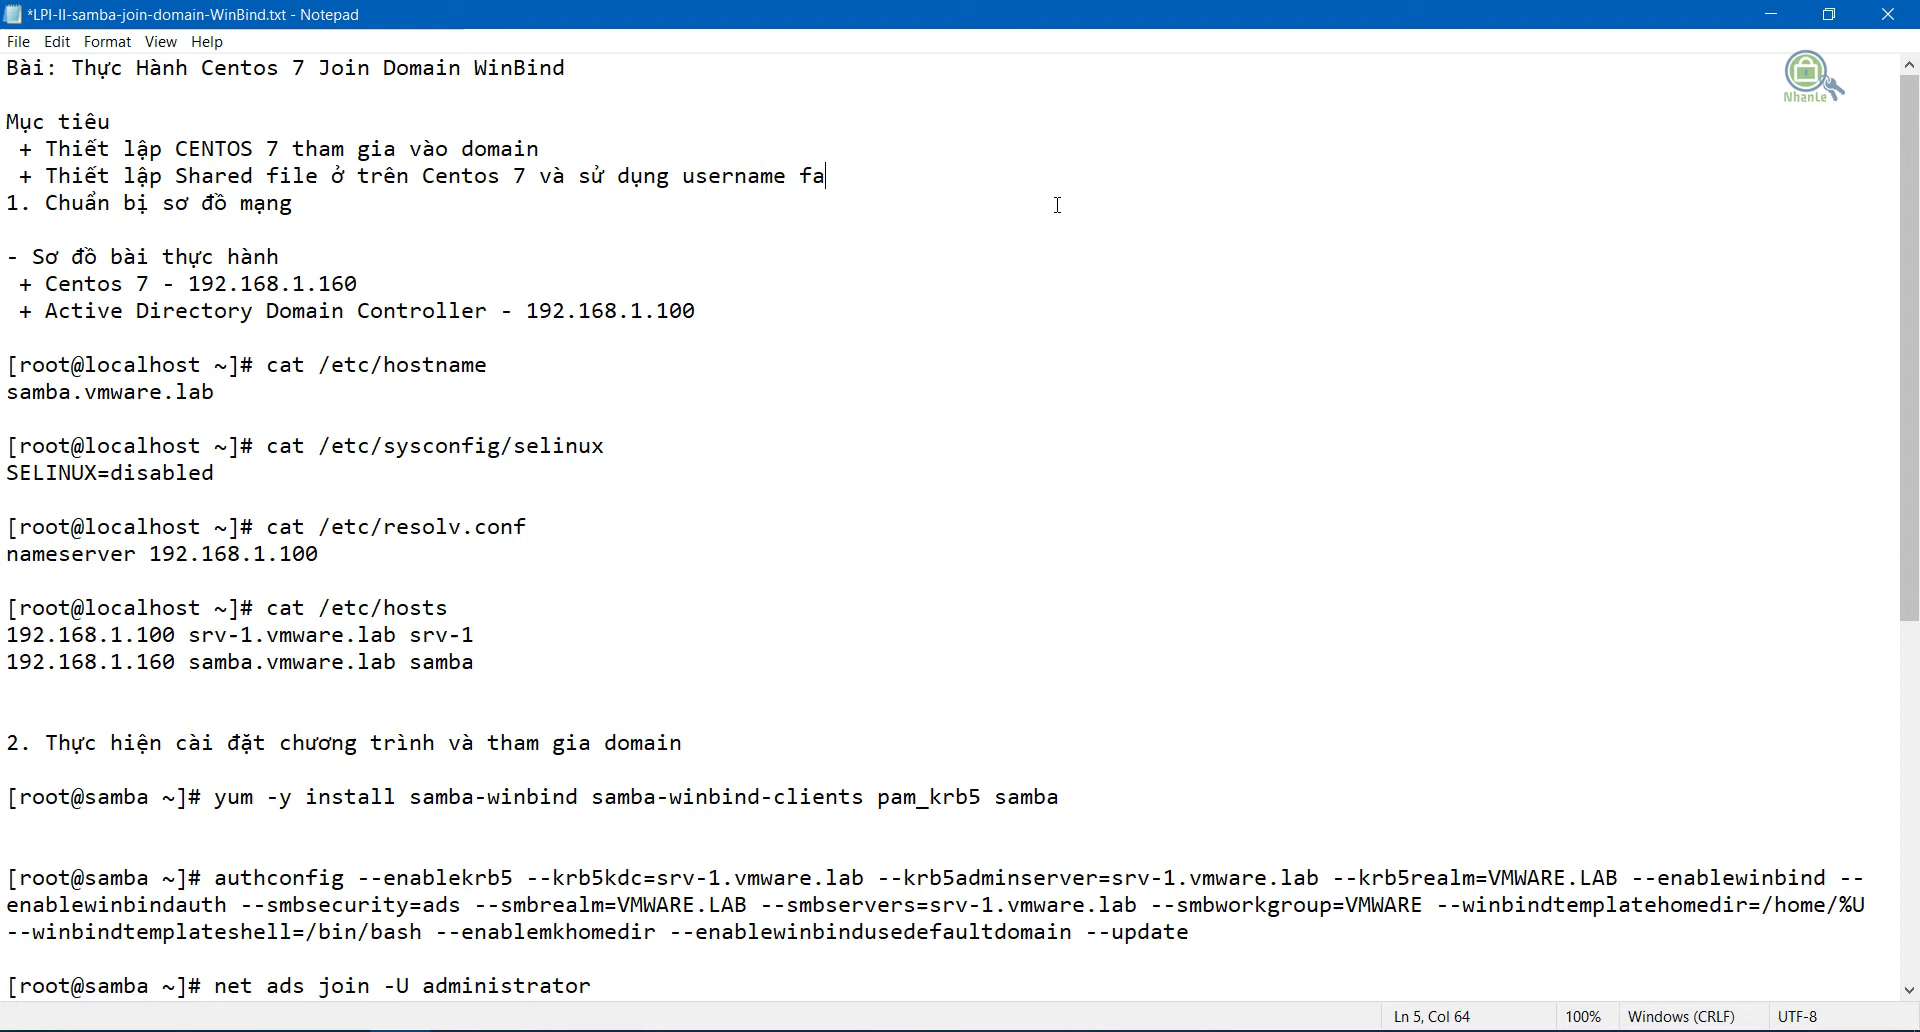 *LPI-II-samba-join-domain-WinBind.txt - Notepad
File Edit Format View Help
Bài: Thực Hành Centos 7 Join Domain WinBind
NhanLe
Mục tiêu
+ Thiết lập CENTOS 7 tham gia vào domain
+ Thiết lập Shared file ở trên Centos 7 và sử dụng username fa
1. Chuẩn bị sơ đồ mạng
- Sơ đồ bài thực hành
+ Centos 7 - 192.168.1.160
+ Active Directory Domain Controller - 192.168.1.100
[root@localhost ~]# cat /etc/hostname
samba.vmware.lab
[root@localhost ~]# cat /etc/sysconfig/selinux
SELINUX=disabled
[root@localhost ~]# cat /etc/resolv.conf
nameserver 192.168.1.100
[root@localhost ~]# cat /etc/hosts
192.168.1.100 srv-1.vmware.lab srv-1
192.168.1.160 samba.vmware.lab samba
2. Thực hiện cài đặt chương trình và tham gia domain
[root@samba ~]# yum -y install samba-winbind samba-winbind-clients pam_krb5 samba
[root@samba ~]# authconfig --enablekrb5 --krb5kdc=srv-1.vmware.lab --krb5adminserver=srv-1.vmware.lab --krb5realm=VMWARE.LAB --enablewinbind --
enablewinbindauth --smbsecurity=ads --smbrealm=VMWARE.LAB --smbservers=srv-1.vmware.lab --smbworkgroup=VMWARE --winbindtemplatehomedir=/home/%U
--winbindtemplateshell=/bin/bash --enablemkhomedir --enablewinbindusedefaultdomain --update
[root@samba ~]# net ads join -U administrator
Ln 5, Col 64
100%
Windows (CRLF)
UTF-8